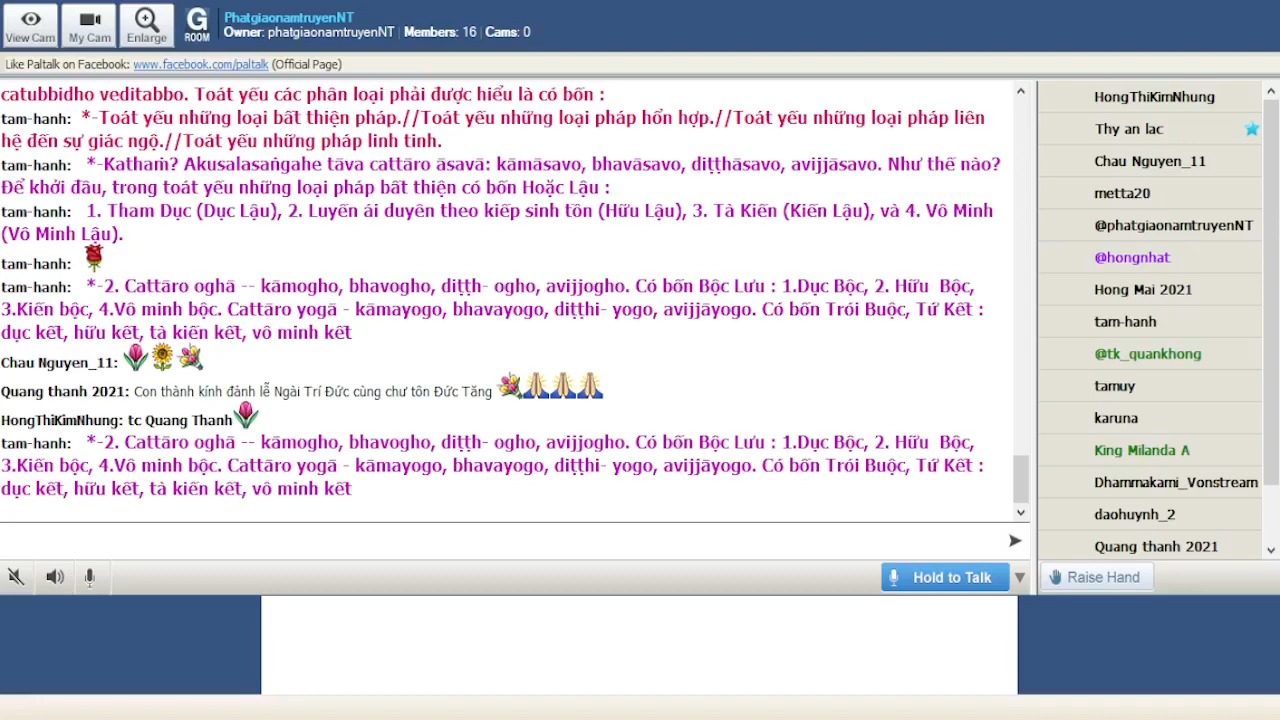 View Cam
My Cam
Enlarge
G
ROOM
PhatgiaonamtruyenNT
Owner: phatgiaonamtruyenNT | Members: 16 | Cams: 0
Like Paltalk on Facebook: www.facebook.com/paltalk (Official Page)
catubbidho veditabbo. Toát yếu các phân loại phải được hiểu là có bốn :
tam-hanh: *-Toát yếu những loại bất thiện pháp.//Toát yếu những loại pháp hổn hợp.//Toát yếu những loại pháp liên
hệ đến sự giác ngộ.//Toát yếu những pháp linh tinh.
tam-hanh: *-Kathaṁ? Akusalasaṅgahe tāva cattāro āsavā: kāmāsavo, bhavāsavo, diṭṭhāsavo, avijjāsavo. Như thế nào?
Để khởi đầu, trong toát yếu những loại pháp bất thiện có bốn Hoặc Lậu :
tam-hanh: 1. Tham Dục (Dục Lậu), 2. Luyến ái duyên theo kiếp sinh tồn (Hữu Lậu), 3. Tà Kiến (Kiến Lậu), và 4. Vô Minh
(Vô Minh Lậu).
tam-hanh:
tam-hanh: *-2. Cattāro oghā -- kāmogho, bhavogho, diṭṭh- ogho, avijjogho. Có bốn Bộc Lưu : 1.Dục Bộc, 2. Hữu Bộc,
3.Kiến bộc, 4.Vô minh bộc. Cattāro yogā - kāmayogo, bhavayogo, diṭṭhi- yogo, avijjāyogo. Có bốn Trói Buộc, Tứ Kết :
dục kết, hữu kết, tà kiến kết, vô minh kết
Chau Nguyen_11:
Quang thanh 2021: Con thành kính đảnh lễ Ngài Trí Đức cùng chư tôn Đức Tăng
HongThiKimNhung: tc Quang Thanh
tam-hanh: *-2. Cattāro oghā -- kāmogho, bhavogho, diṭṭh- ogho, avijjogho. Có bốn Bộc Lưu : 1.Dục Bộc, 2. Hữu Bộc,
3.Kiến bộc, 4.Vô minh bộc. Cattāro yogā - kāmayogo, bhavayogo, diṭṭhi- yogo, avijjāyogo. Có bốn Trói Buộc, Tứ Kết :
dục kết, hữu kết, tà kiến kết, vô minh kết
Hold to Talk
HongThiKimNhung
Thy an lac
Chau Nguyen_11
metta20
@phatgiaonamtruyenNT
@hongnhat
Hong Mai 2021
tam-hanh
@tk_quankhong
tamuy
karuna
King Milanda A
Dhammakami_Vonstream
daohuynh_2
Quang thanh 2021
Raise Hand